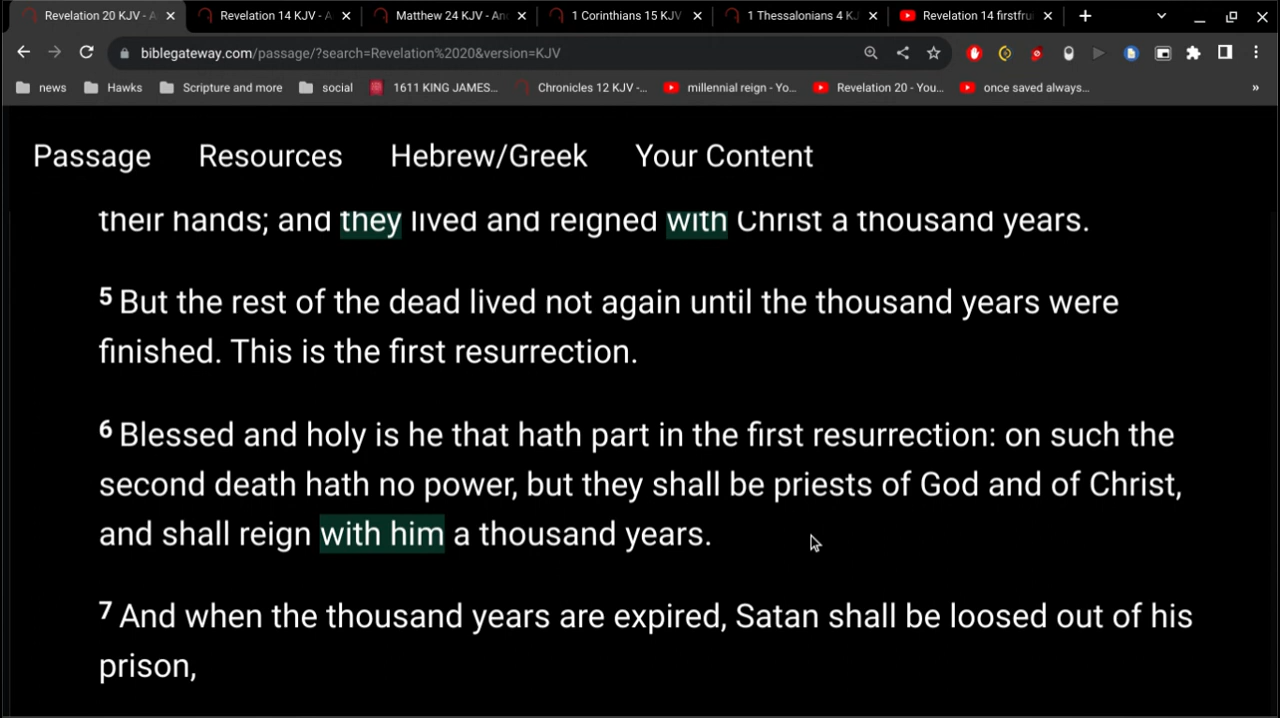 Revelation 20 KJV - A
Revelation 14 KJV - A
Matthew 24 KJV - An
1 Corinthians 15 KJV
1 Thessalonians 4 KJ
Revelation 14 firstfru
biblegateway.com/passage/?search=Revelation%2020&version=KJV
news
Hawks
Scripture and more
social
1611 KING JAMES...
Chronicles 12 KJV -...
millennial reign - Yo...
Revelation 20 - You...
once saved always...
»
Passage
Resources
Hebrew/Greek
Your Content
their hands; and they lived and reigned with Christ a thousand years.
5 But the rest of the dead lived not again until the thousand years were
finished. This is the first resurrection.
6 Blessed and holy is he that hath part in the first resurrection: on such the
second death hath no power, but they shall be priests of God and of Christ,
and shall reign with him a thousand years.
7 And when the thousand years are expired, Satan shall be loosed out of his
prison,